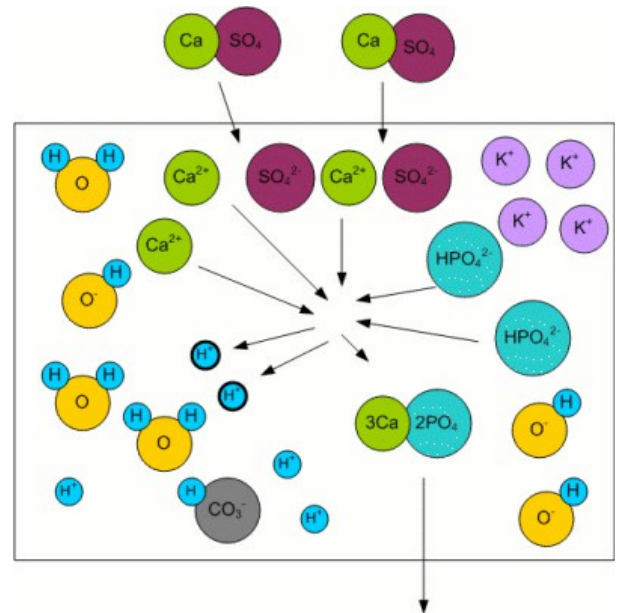 Ca SO₄ Ca SO₄
H H
O
Ca²⁺ SO₄²⁻ Ca²⁺ SO₄²⁻
K⁺ K⁺
K⁺ K⁺
Ca²⁺
HPO₄²⁻
H
O⁻
HPO₄²⁻
H⁺
H⁺
H H
O
H H
O
3Ca 2PO₄
H
O⁻
H⁺
H⁺
H
CO₃⁻
H⁺
H
O⁻